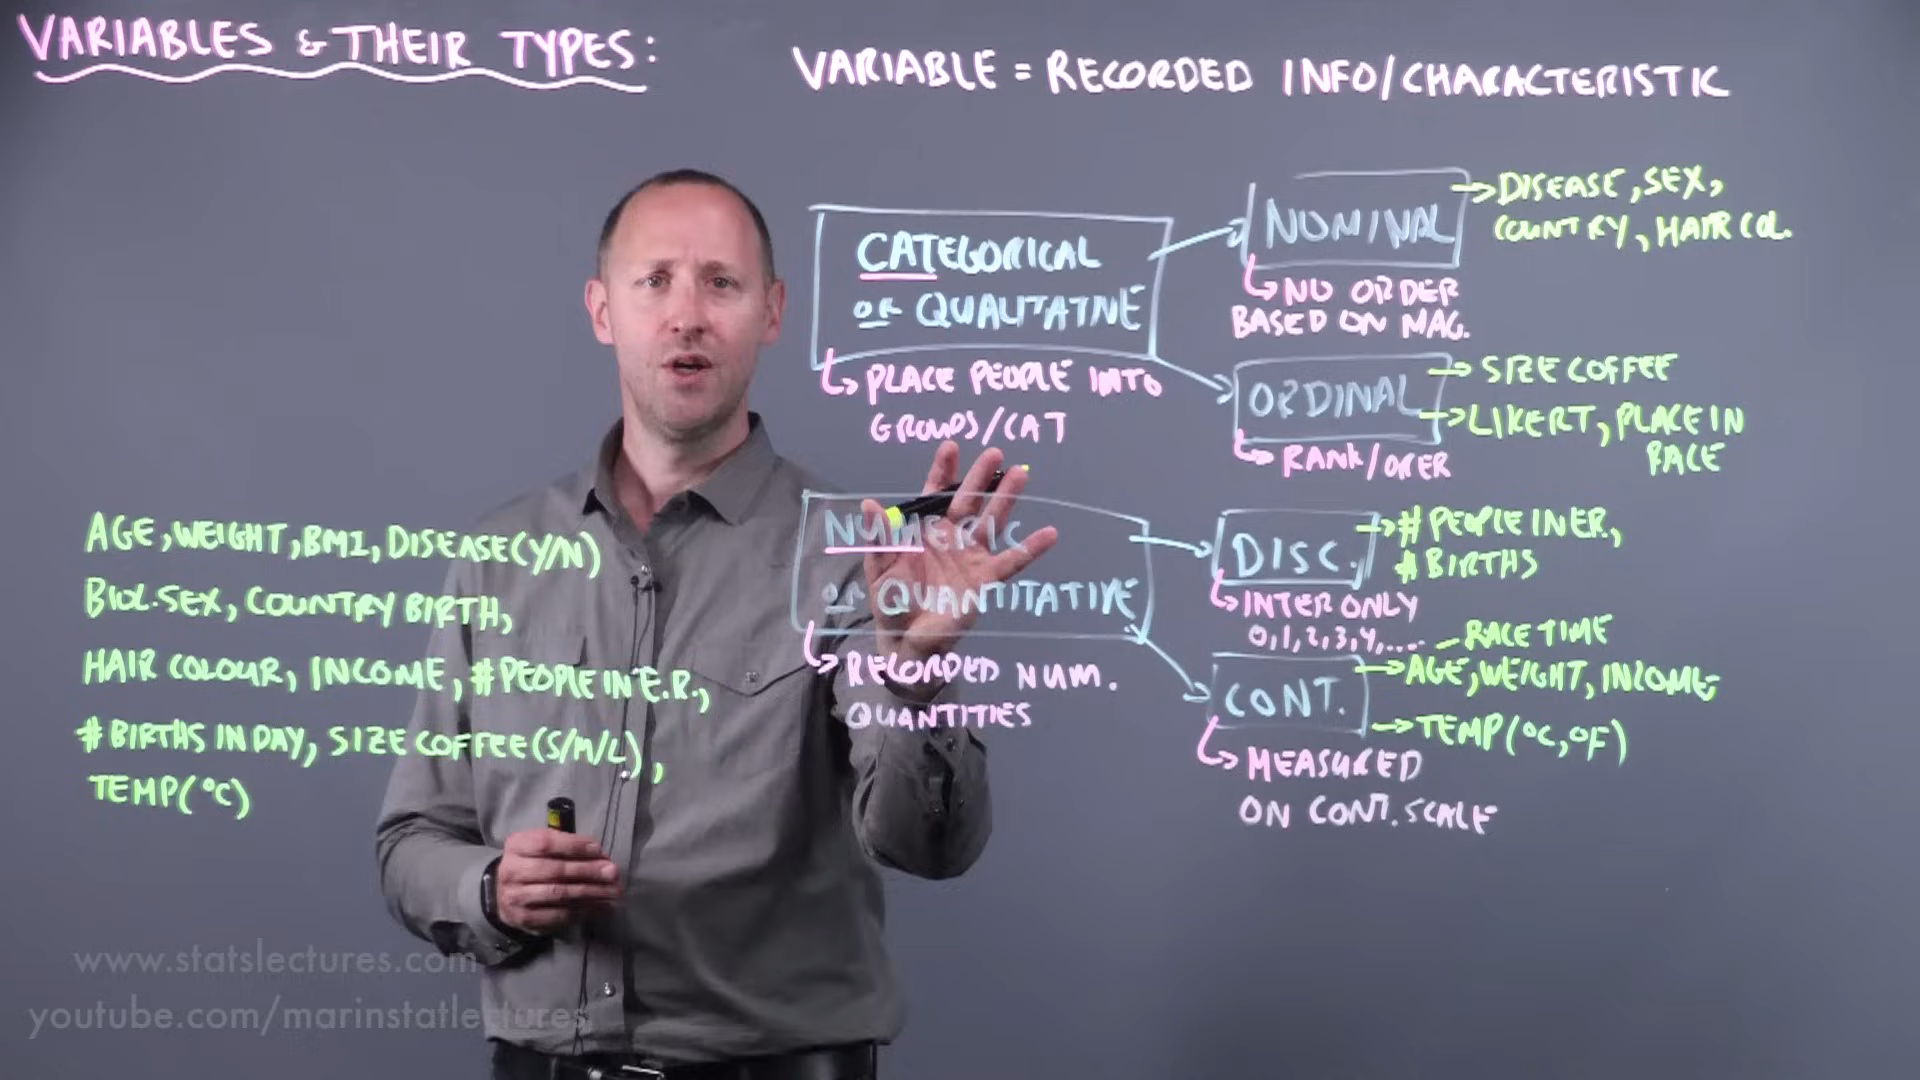 VARIABLES & THEIR TYPES:
VARIABLE = RECORDED INFO/CHARACTERISTIC
CATEGORICAL
OR QUALITATIVE
PLACE PEOPLE INTO
GROUPS/CAT
NOMINAL
NO ORDER
BASED ON MAG.
DISEASE, SEX,
COUNTRY, HAIR COL.
ORDINAL
RANK/ORER
SIZE COFFEE
LIKERT, PLACE IN
RACE
NUMERIC
OR QUANTITATIVE
RECORDED NUM.
QUANTITIES
DISC.,
INTER ONLY
0,1,2,3,4,....
# PEOPLE IN ER,
# BIRTHS
CONT.
MEASURED
ON CONT. SCALE
RACE TIME
AGE, WEIGHT, INCOME
TEMP(°C,°F)
AGE, WEIGHT, BMI, DISEASE(Y/N)
BIOL.SEX, COUNTRY BIRTH,
HAIR COLOUR, INCOME, #PEOPLE IN E.R.,
#BIRTHS IN DAY, SIZE COFFEE(S/M/L),
TEMP(°C)
www.statslectures.com
youtube.com/marinstatlectures